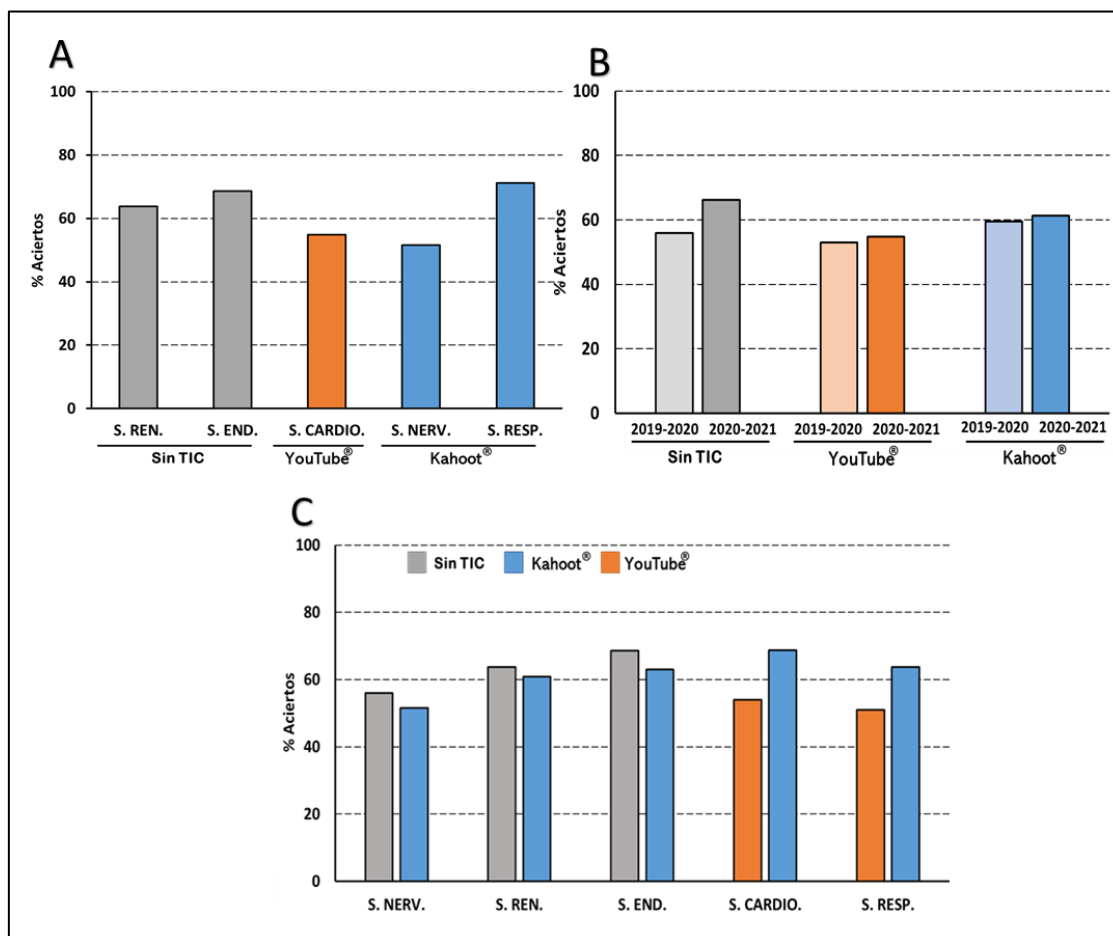 A
100
80
60
40
20
0
% Aciertos
S. REN. S. END. S. CARDIO. S. NERV. S. RESP.
Sin TIC YouTube® Kahoot®
B
100
80
60
40
20
0
% Aciertos
2019-2020 2020-2021 2019-2020 2020-2021 2019-2020 2020-2021
Sin TIC YouTube® Kahoot®
C
Sin TIC Kahoot® YouTube®
100
80
60
40
20
0
% Aciertos
S. NERV. S. REN. S. END. S. CARDIO. S. RESP.